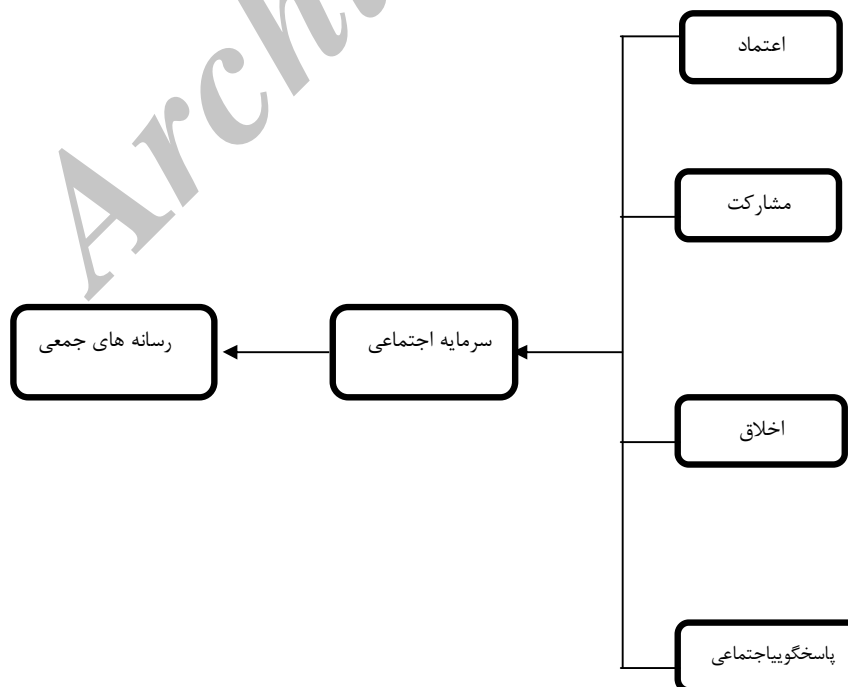 اعتماد
مشارکت
رسانه های جمعی
سرمایه اجتماعی
اخلاق
پاسخگوییاجتماعی